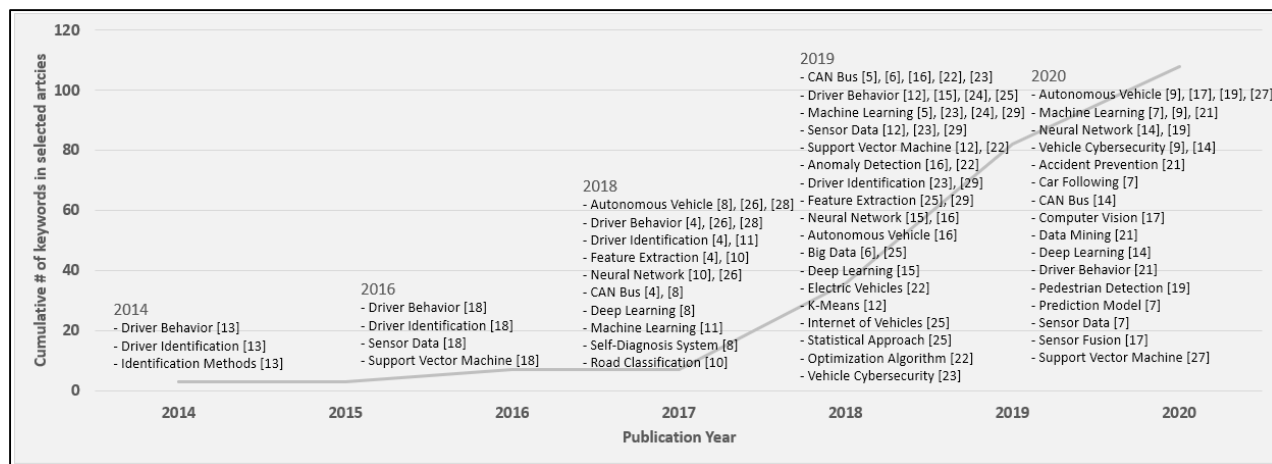 120
100
80
60
40
20
0
Cumulative # of keywords in selected artcies
2014
- Driver Behavior [13]
- Driver Identification [13]
- Identification Methods [13]
2016
- Driver Behavior [18]
- Driver Identification [18]
- Sensor Data [18]
- Support Vector Machine [18]
2018
- Autonomous Vehicle [8], [26], [28]
- Driver Behavior [4], [26], [28]
- Driver Identification [4], [11]
- Feature Extraction [4], [10]
- Neural Network [10], [26]
- CAN Bus [4], [8]
- Deep Learning [8]
- Machine Learning [11]
- Self-Diagnosis System [8]
- Road Classification [10]
2019
- CAN Bus [5], [6], [16], [22], [23]
- Driver Behavior [12], [15], [24], [25]
- Machine Learning [5], [23], [24], [29]
- Sensor Data [12], [23], [29]
- Support Vector Machine [12], [22]
- Anomaly Detection [16], [22]
- Driver Identification [23], [29]
- Feature Extraction [25], [29]
- Neural Network [15], [16]
- Autonomous Vehicle [16]
- Big Data [6], [25]
- Deep Learning [15]
- Electric Vehicles [22]
- K-Means [12]
- Internet of Vehicles [25]
- Statistical Approach [25]
- Optimization Algorithm [22]
- Vehicle Cybersecurity [23]
2020
- Autonomous Vehicle [9], [17], [19], [27]
- Machine Learning [7], [9], [21]
- Neural Network [14], [19]
- Vehicle Cybersecurity [9], [14]
- Accident Prevention [21]
- Car Following [7]
- CAN Bus [14]
- Computer Vision [17]
- Data Mining [21]
- Deep Learning [14]
- Driver Behavior [21]
- Pedestrian Detection [19]
- Prediction Model [7]
- Sensor Data [7]
- Sensor Fusion [17]
- Support Vector Machine [27]
2014 2015 2016 2017 2018 2019 2020
Publication Year